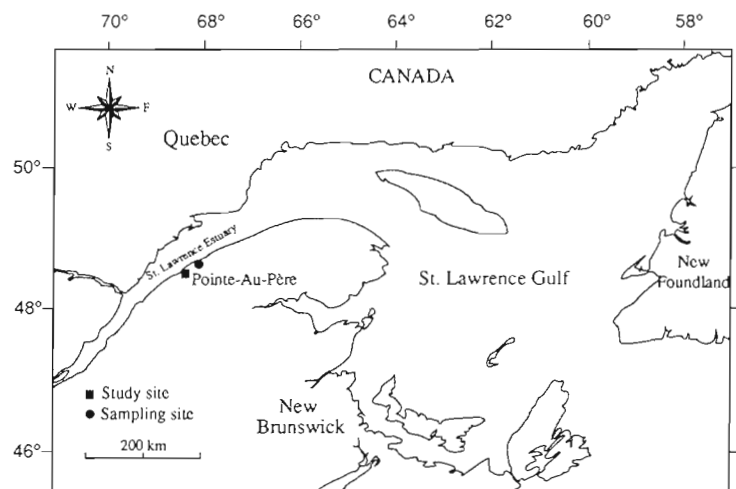 70° 68° 66° 64° 62° 60° 58°
CANADA
N
W F
S
Quebec
50°
St. Lawrence Estuary
Pointe-Au-Père
St. Lawrence Gulf
New
Foundland
48°
Study site
Sampling site
200 km
New
Brunswick
46°